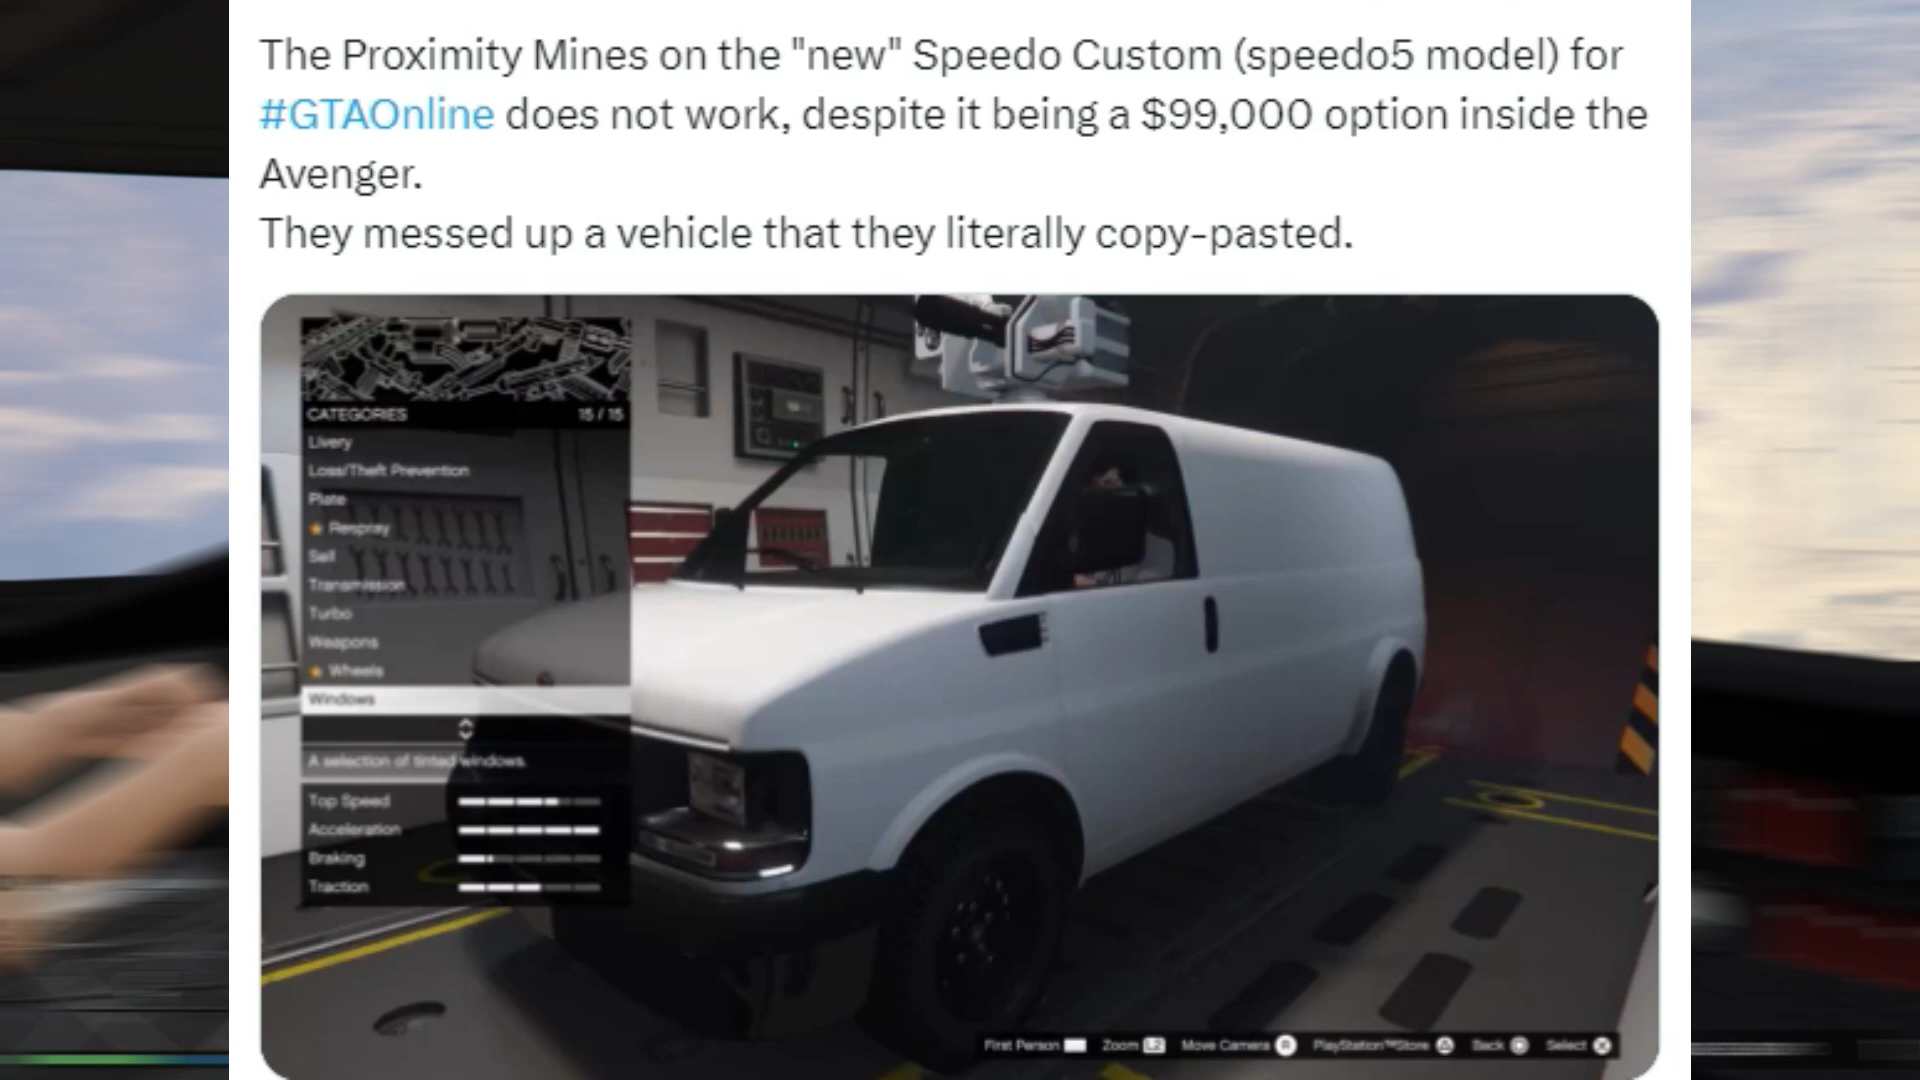 The Proximity Mines on the "new" Speedo Custom (speedo5 model) for
#GTAOnline does not work, despite it being a $99,000 option inside the
Avenger.
They messed up a vehicle that they literally copy-pasted.
CATEGORIES 15 / 15
Livery
Loss/Theft Prevention
Plate
Respray
Sell
Transmission
Turbo
Weapons
Wheels
Windows
A selection of tinted windows.
Top Speed
Acceleration
Braking
Traction
First Person Zoom L2 Move Camera R PlayStation™Store Back Select